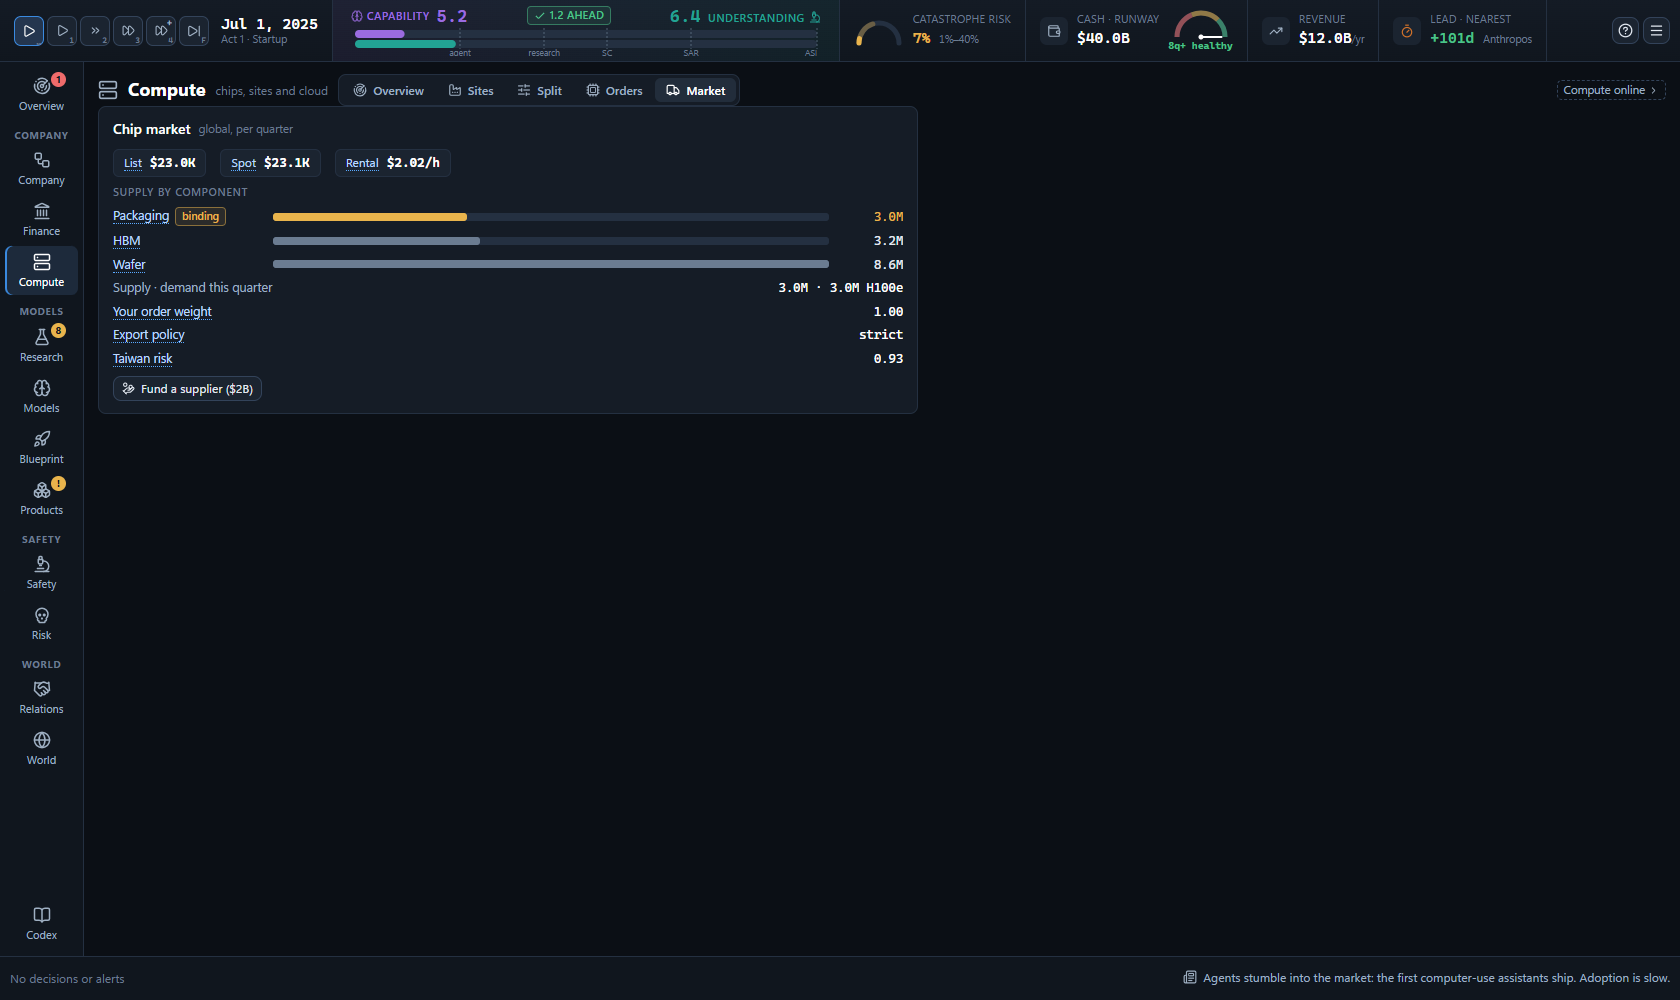 1 2 3 4 F
Jul 1, 2025
Act 1 · Startup
CAPABILITY 5.2
1.2 AHEAD
6.4 UNDERSTANDING
agent research SC SAR ASI
CATASTROPHE RISK
7% 1%–40%
CASH · RUNWAY
$40.0B
8q+ healthy
REVENUE
$12.0B/yr
LEAD · NEAREST
+101d Anthropos
1
Overview
COMPANY
Company
Finance
Compute
MODELS
8
Research
Models
Blueprint
!
Products
SAFETY
Safety
Risk
WORLD
Relations
World
Codex
Compute chips, sites and cloud
Overview Sites Split Orders Market
Compute online ›
Chip market global, per quarter
List $23.0K Spot $23.1K Rental $2.02/h
SUPPLY BY COMPONENT
Packaging binding 3.0M
HBM 3.2M
Wafer 8.6M
Supply · demand this quarter 3.0M · 3.0M H100e
Your order weight 1.00
Export policy strict
Taiwan risk 0.93
Fund a supplier ($2B)
No decisions or alerts
Agents stumble into the market: the first computer-use assistants ship. Adoption is slow.